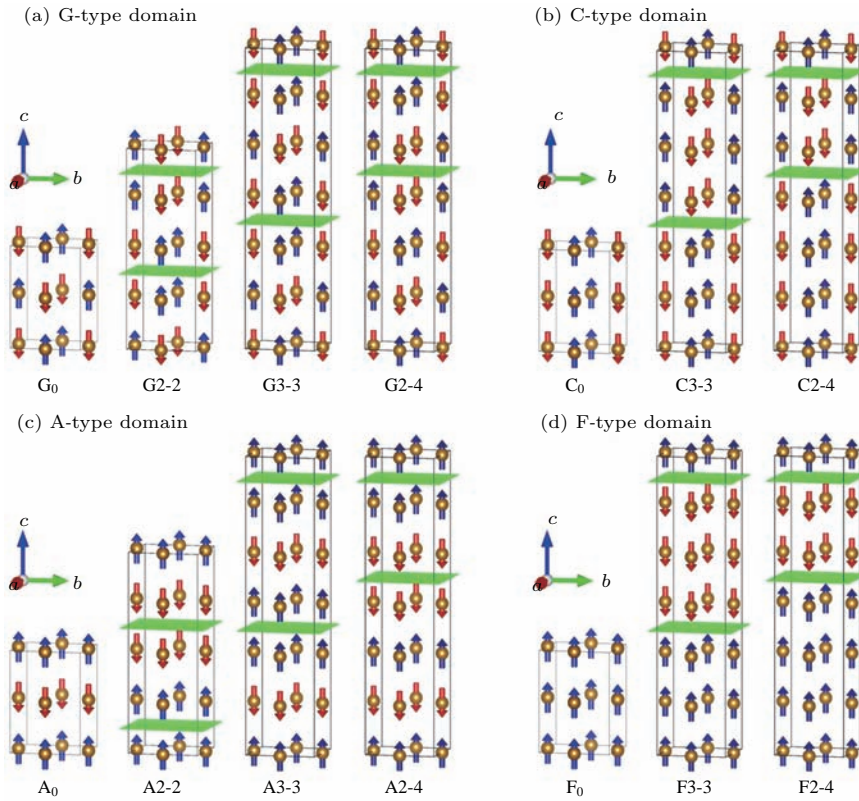 (a) G-type domain
(b) C-type domain
c
a
b
c
a
b
G0
G2-2
G3-3
G2-4
C0
C3-3
C2-4
(c) A-type domain
(d) F-type domain
c
a
b
c
a
b
A0
A2-2
A3-3
A2-4
F0
F3-3
F2-4